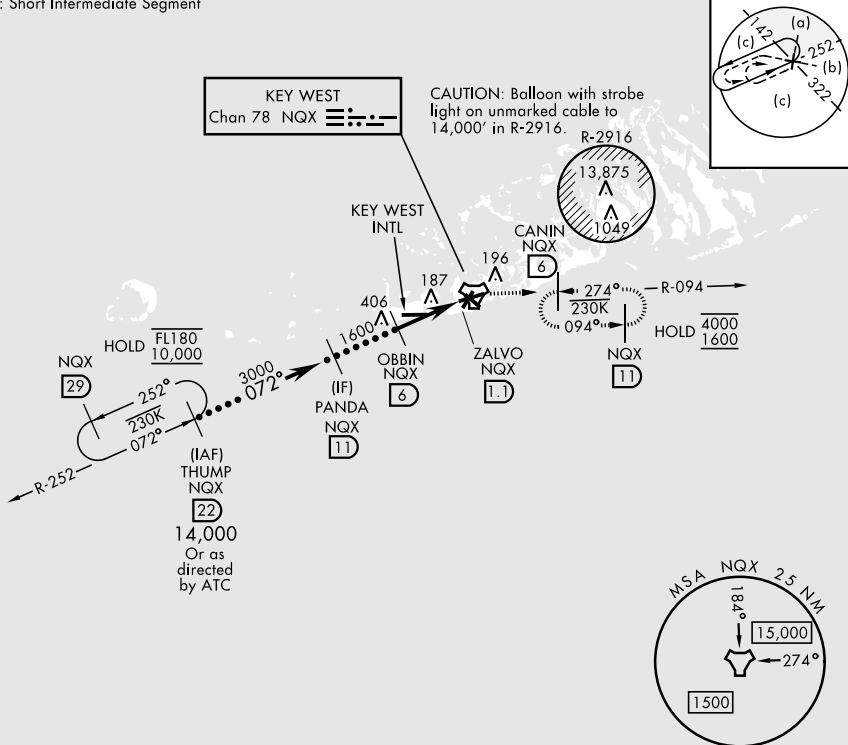 : Short Intermediate Segment
142
(a)
(c)
252
(b)
322
(c)
KEY WEST
Chan 78 NQX
CAUTION: Balloon with strobe
light on unmarked cable to
14,000' in R-2916.
R-2916
13,875
1049
KEY WEST
INTL
CANIN
NQX
6
196
187
406
274°
230K
094°
R-094
HOLD 4000
1600
NQX
11
1600
HOLD FL180
10,000
NQX
29
3000
072°
OBBIN
NQX
6
ZALVO
NQX
1.1
(IF)
PANDA
NQX
11
252°
230K
072°
R-252
(IAF)
THUMP
NQX
22
14,000
Or as
directed
by ATC
MSA NQX 25 NM
184°
15,000
274°
1500